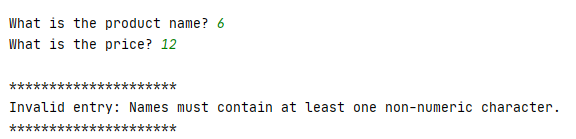 What is the product name? 6
What is the price? 12
*********************
Invalid entry: Names must contain at least one non-numeric character.
*********************